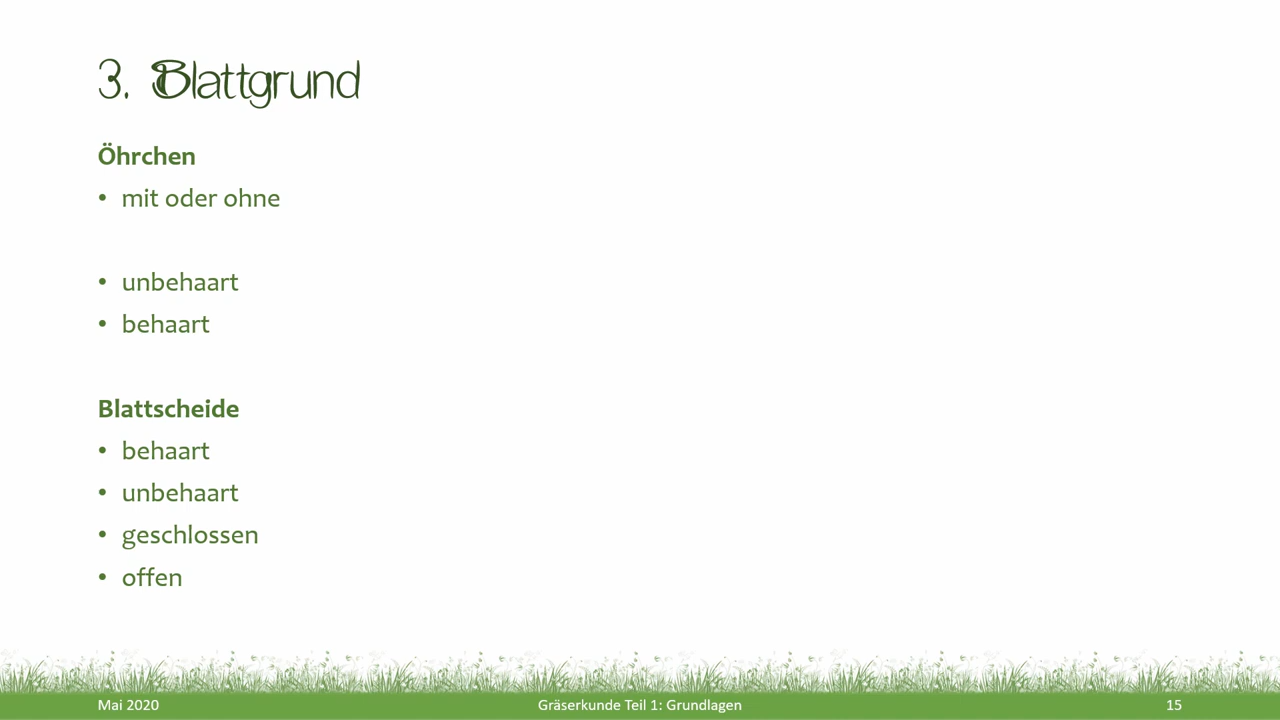 3. Blattgrund
Öhrchen
• mit oder ohne
• unbehaart
• behaart
Blattscheide
• behaart
• unbehaart
• geschlossen
• offen
Mai 2020
Gräserkunde Teil 1: Grundlagen
15